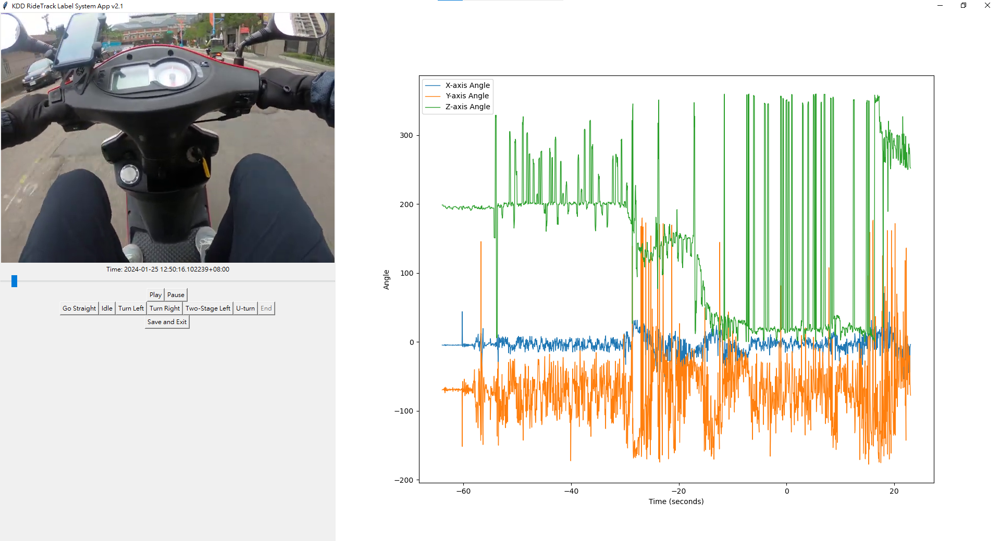 KDD RideTrack Label System App v2.1
Time: 2024-01-25 12:50:16.102239+08:00
Play Pause
Go Straight Idle Turn Left Turn Right Two-Stage Left U-turn End
Save and Exit
X-axis Angle
Y-axis Angle
Z-axis Angle
300
200
100
0
−100
−200
Angle
−60 −40 −20 0 20
Time (seconds)